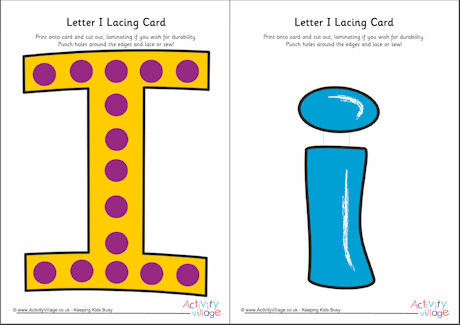 Letter I Lacing Card
Print onto card and cut out, laminating if you wish for durability.
Punch holes around the edges and lace or sew!
I
Activity
village
© www.ActivityVillage.co.uk - Keeping Kids Busy
Letter I Lacing Card
Print onto card and cut out, laminating if you wish for durability.
Punch holes around the edges and lace or sew!
i
Activity
village
© www.ActivityVillage.co.uk - Keeping Kids Busy